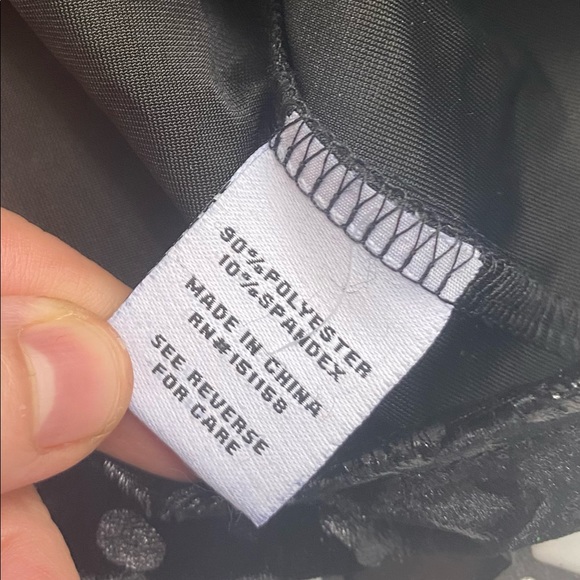 90%POLYESTER
10%SPANDEX
MADE IN CHINA
RN#151158
SEE REVERSE
FOR CARE